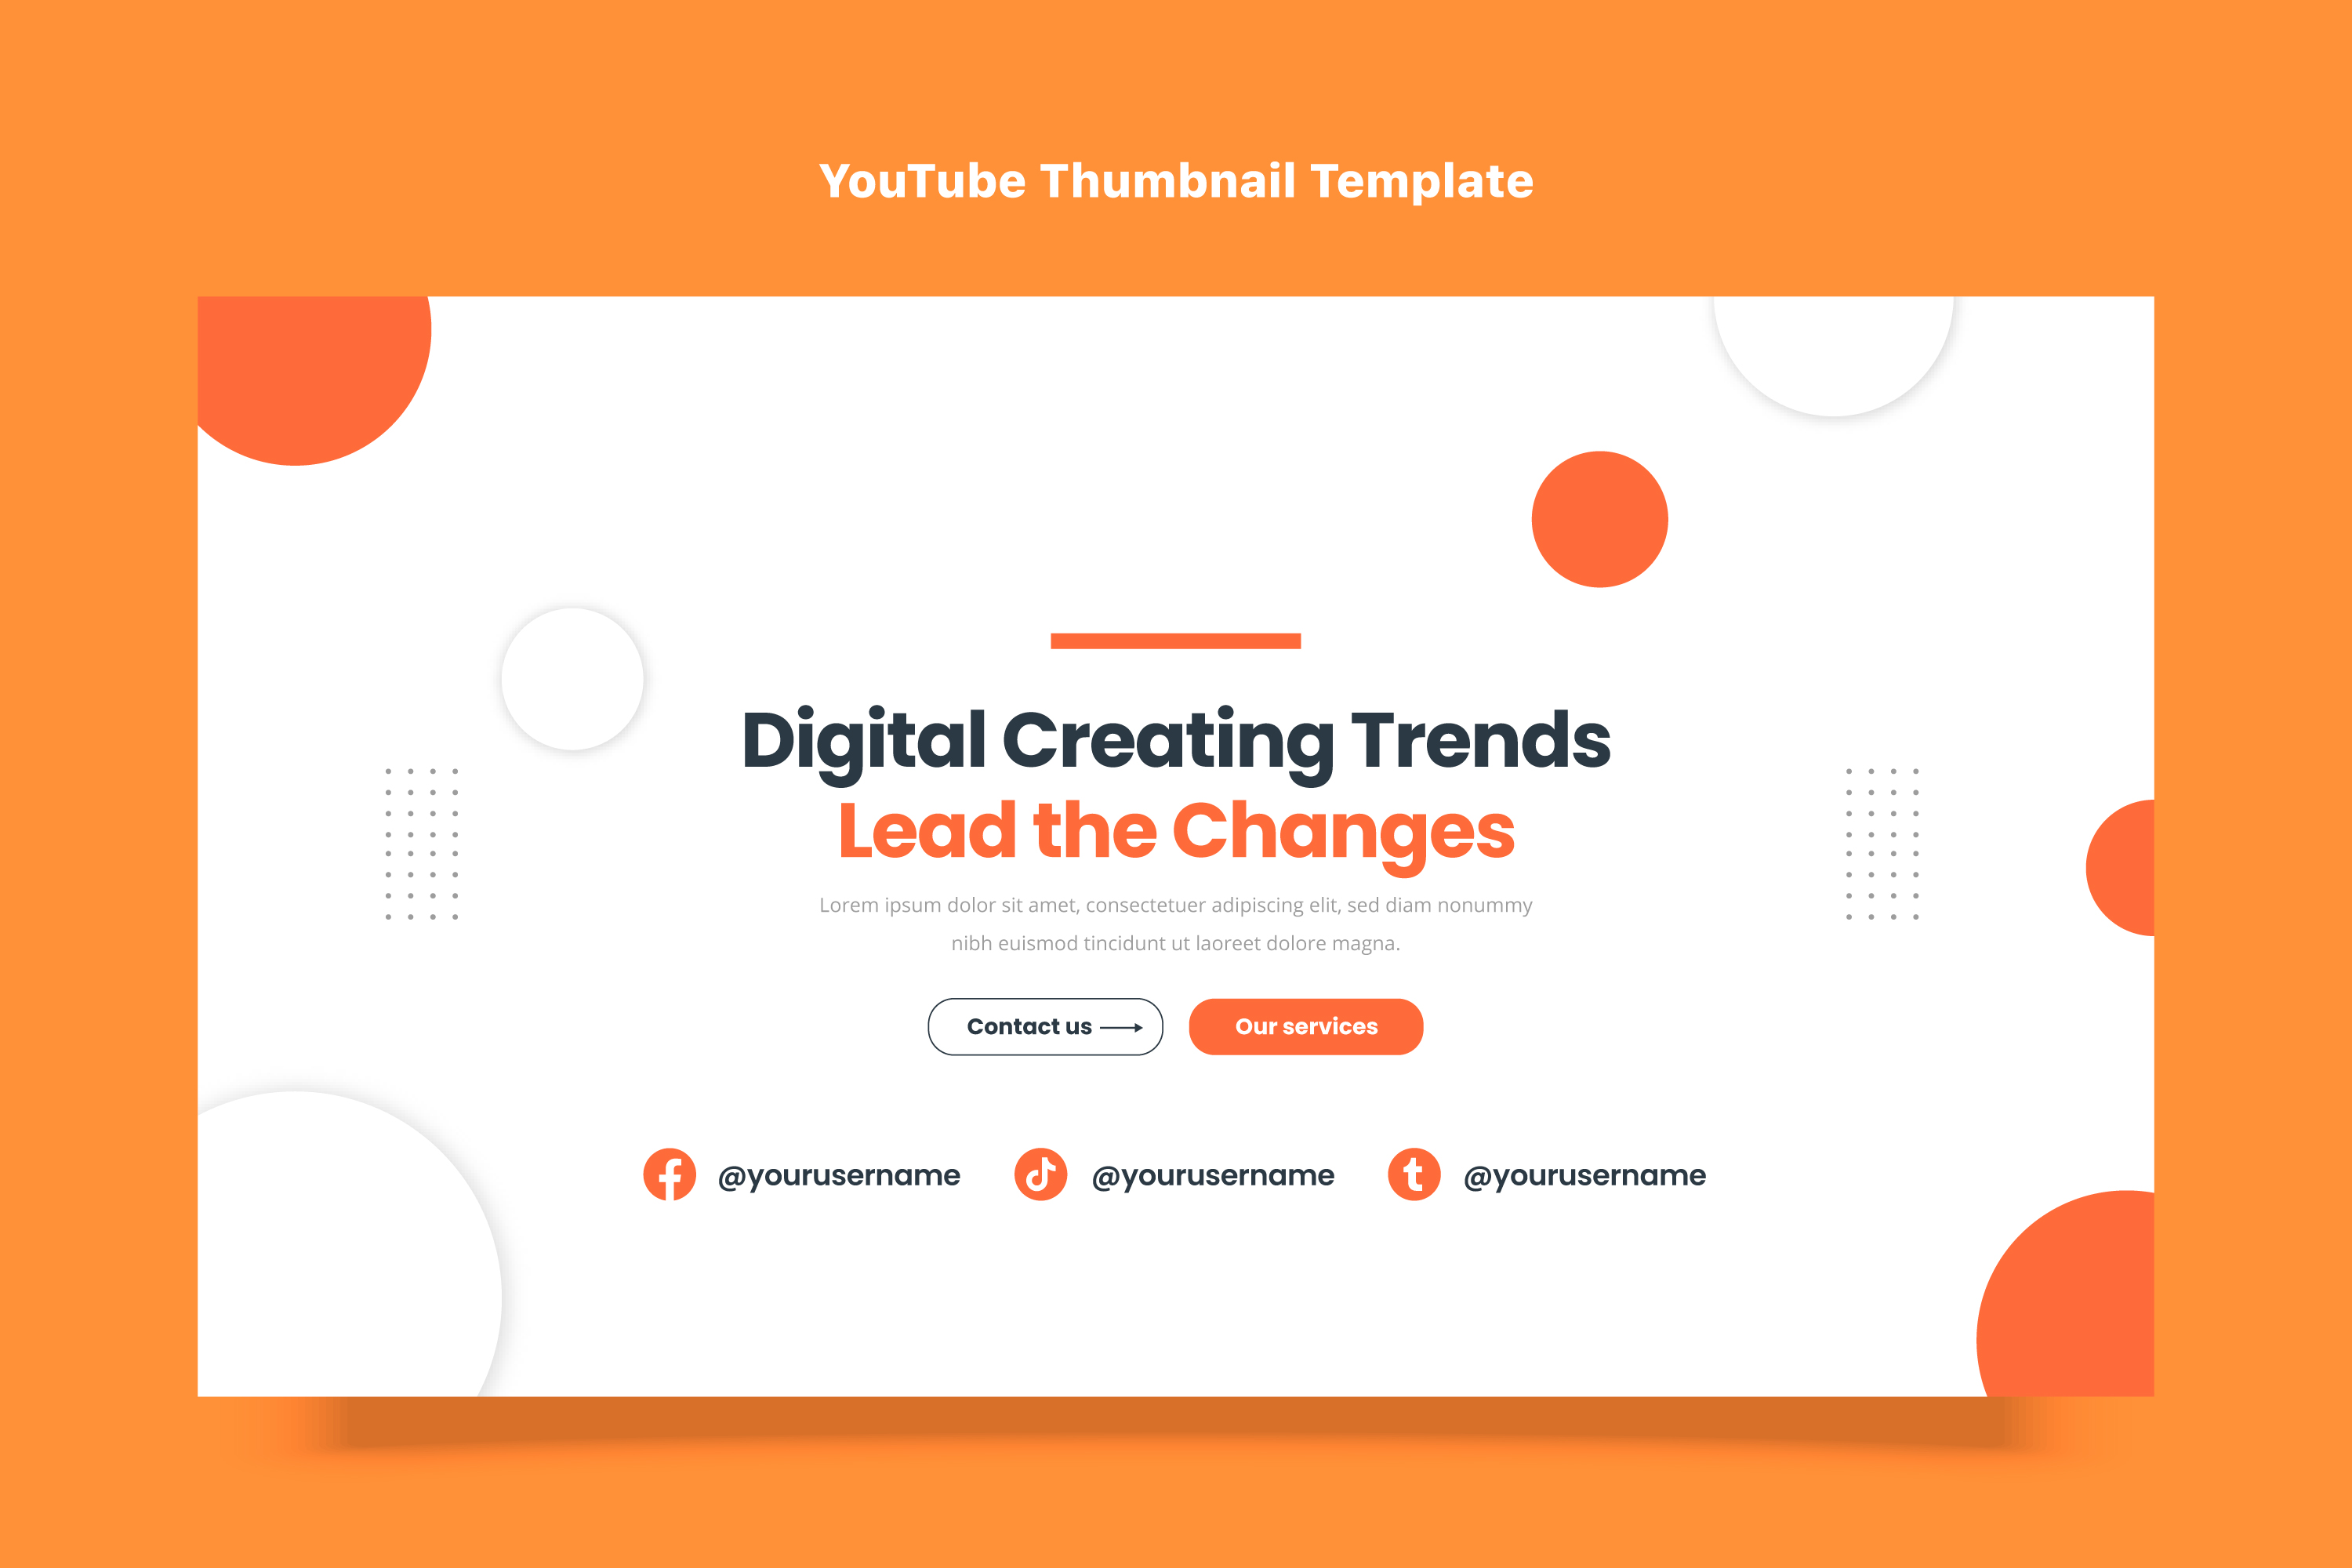 YouTube Thumbnail Template
Digital Creating Trends
Lead the Changes
Lorem ipsum dolor sit amet, consectetuer adipiscing elit, sed diam nonummy
nibh euismod tincidunt ut laoreet dolore magna.
Contact us
Our services
@yourusername
@yourusername
@yourusername